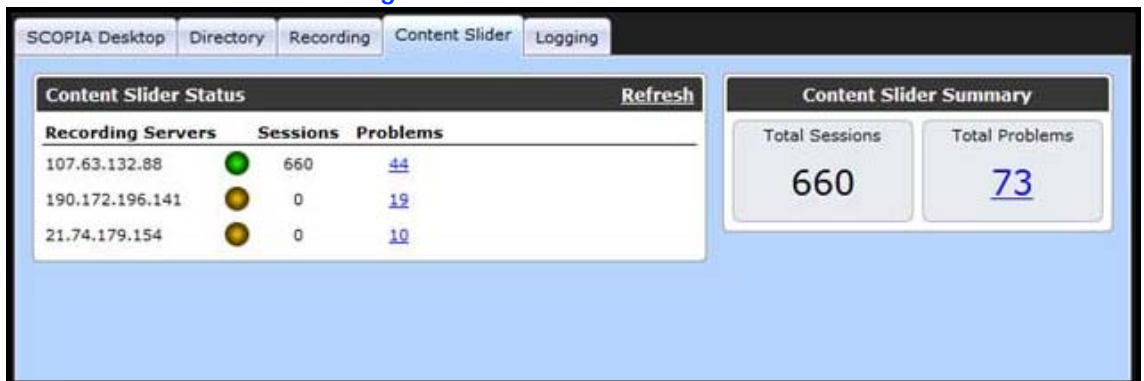 SCOPIA Desktop Directory Recording Content Slider Logging
Content Slider Status Refresh
Recording Servers Sessions Problems
107.63.132.88 660 44
190.172.196.141 0 19
21.74.179.154 0 10
Content Slider Summary
Total Sessions Total Problems
660 73